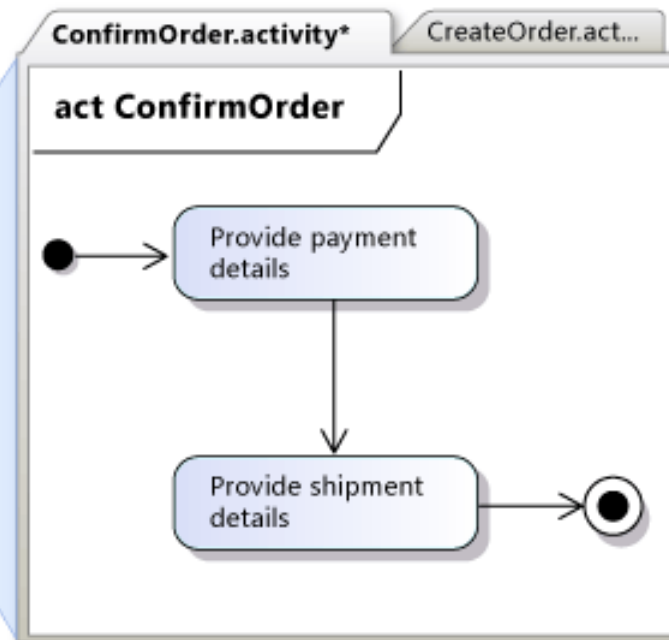 ConfirmOrder.activity*
CreateOrder.act...
act ConfirmOrder
Provide payment
details
Provide shipment
details